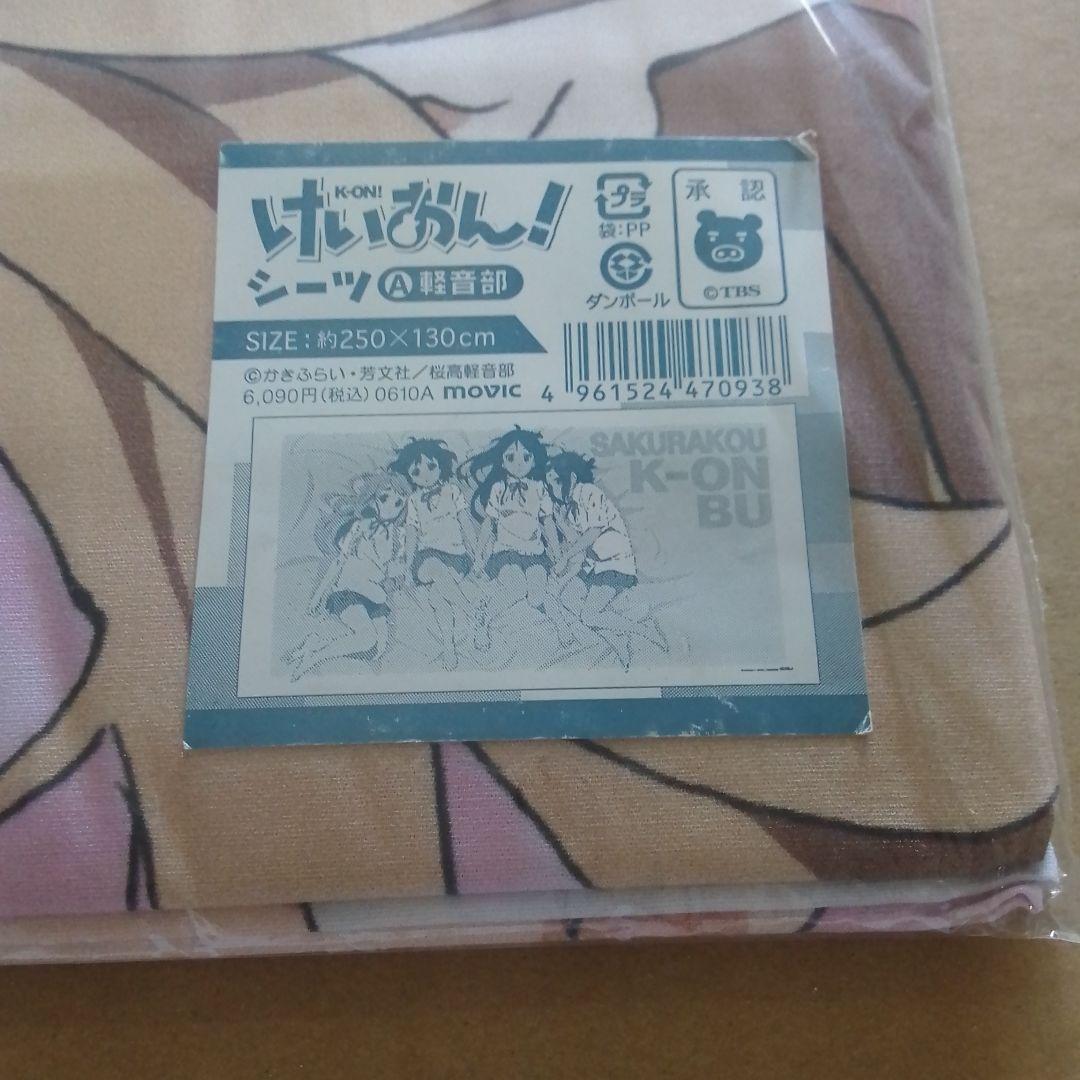 K-ON!
けいおん!
シーツ Ⓐ 軽音部
プラ
袋:PP
ダンボール
承認
©TBS
SIZE:約250×130cm
©かきふらい・芳文社/桜高軽音部
6,090円(税込)0610A movic
4 961524 470938
SAKURAKOU
K-ON
BU